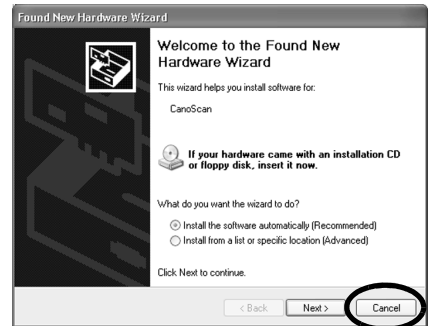 Found New Hardware Wizard
Welcome to the Found New
Hardware Wizard
This wizard helps you install software for:
CanoScan
If your hardware came with an installation CD
or floppy disk, insert it now.
What do you want the wizard to do?
Install the software automatically (Recommended)
Install from a list or specific location (Advanced)
Click Next to continue.
< Back Next > Cancel